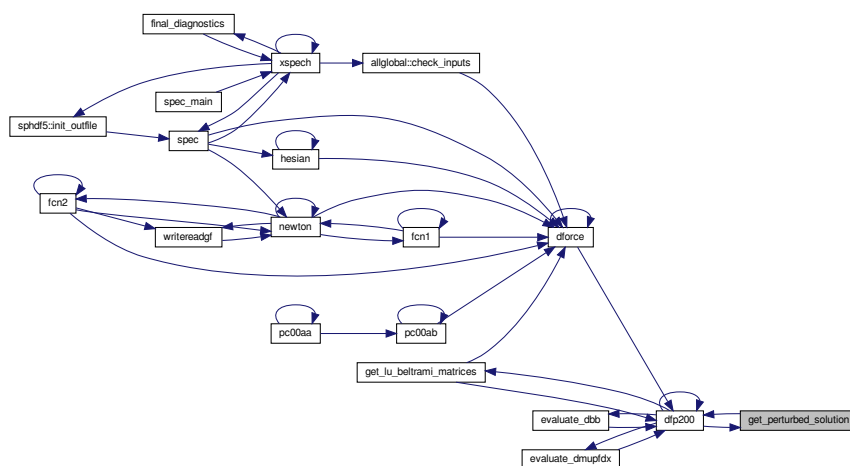 final_diagnostics
xspech
allglobal::check_inputs
spec_main
sphdf5::init_outfile
spec
hesian
fcn2
newton
writereadgf
fcn1
dforce
pc00aa
pc00ab
get_lu_beltrami_matrices
evaluate_dbb
dfp200
get_perturbed_solution
evaluate_dmupfdx